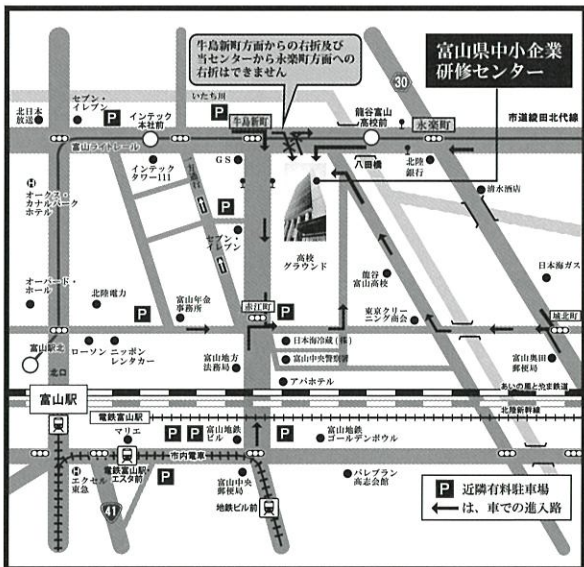 牛島新町方面からの右折及び
当センターから永楽町方面への
右折はできません
富山県中小企業
研修センター
30
北日本
放送
セブン・
イレブン
P
インテック
本社前
いたち川
P
牛島新町
龍谷富山
高校前
永楽町
市道綾田北代線
富山ライトレール
インテック
タワー111
GS
八田橋
北陸
銀行
清水酒店
H
オークス・
カナルパーク
ホテル
P
セブン・
イレブン
高校
グラウンド
龍谷
富山高校
日本海ガス
オーバード・
ホール
北陸電力
P
富山年金
事務所
赤江町
P
東京クリー
ニング商会
城北町
富山駅北
ローソン
ニッポン
レンタカー
富山地方
法務局
日本海冷蔵(株)
富山中央警察署
アパホテル
富山奥田
郵便局
北口
あいの風とやま鉄道
北陸新幹線
富山駅
電鉄富山駅
マリエ
P
P
富山地鉄
ビル
P
富山地鉄
ゴールデンボウル
市内電車
H
エクセル
東急
電鉄富山駅・
エスタ前
P
富山中央
郵便局
パレブラン
高志会館
41
地鉄ビル前
P 近隣有料駐車場
←は、車での進入路